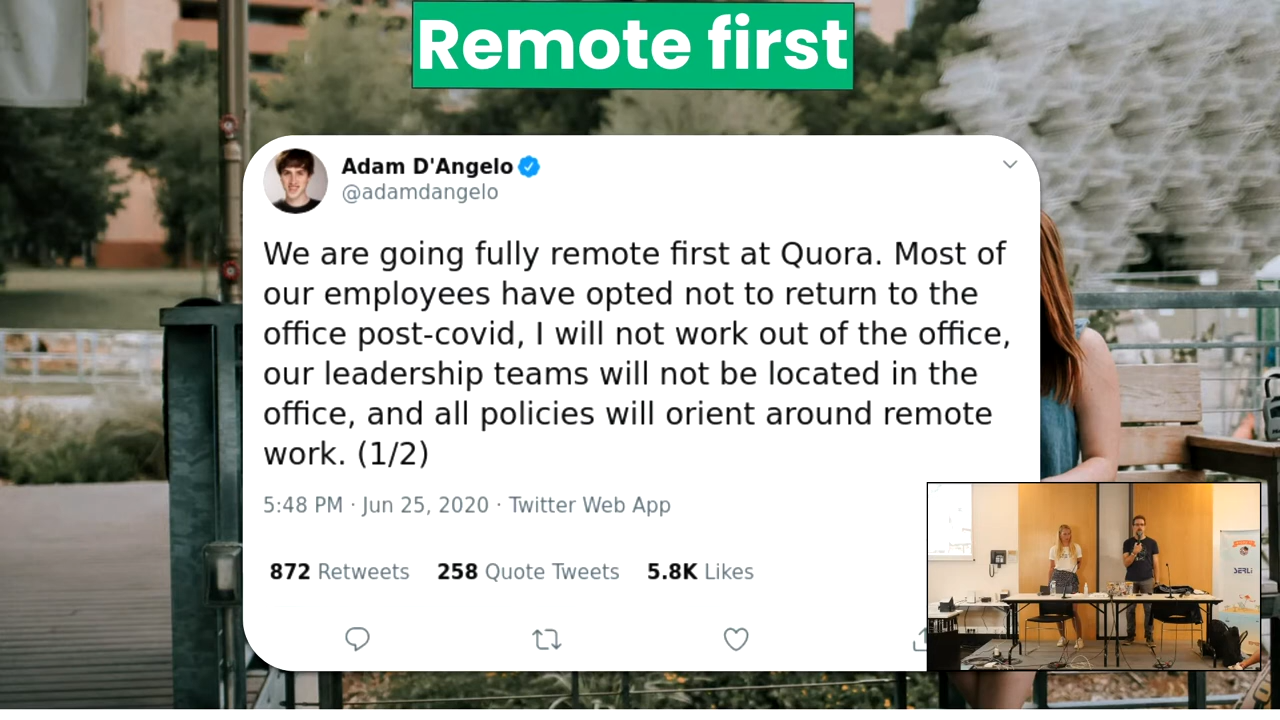 Remote first
Adam D'Angelo
@adamdangelo
We are going fully remote first at Quora. Most of
our employees have opted not to return to the
office post-covid, I will not work out of the office,
our leadership teams will not be located in the
office, and all policies will orient around remote
work. (1/2)
5:48 PM · Jun 25, 2020 · Twitter Web App
872 Retweets 258 Quote Tweets 5.8K Likes
SERLI